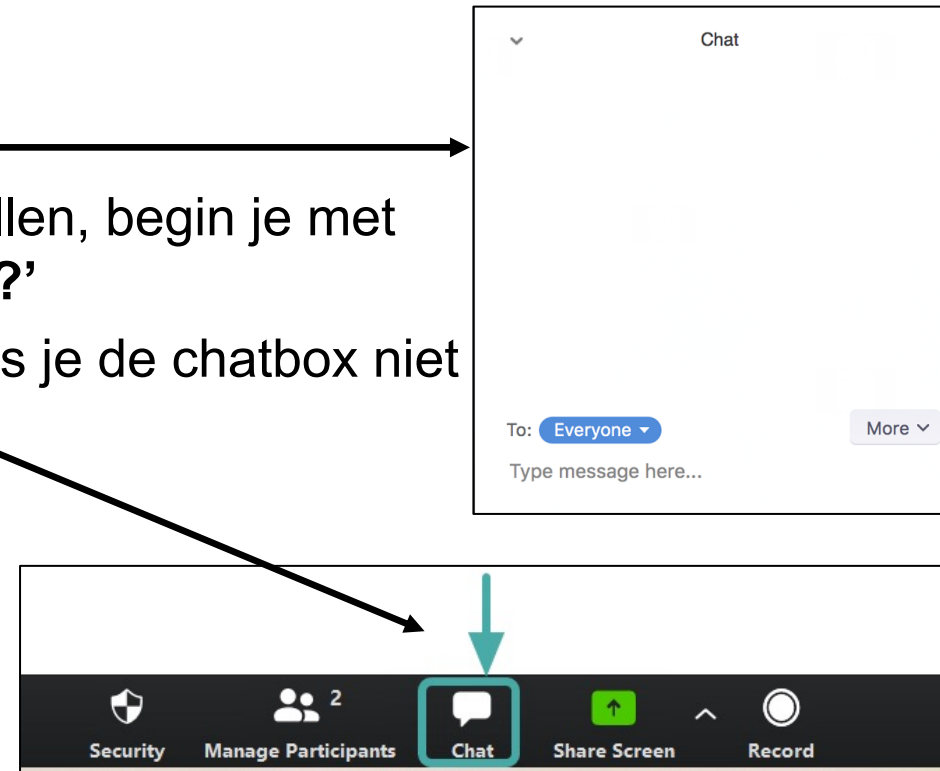 Chat
llen, begin je met
?’
s je de chatbox niet
To: Everyone
More
Type message here...
2
Security Manage Participants Chat Share Screen Record